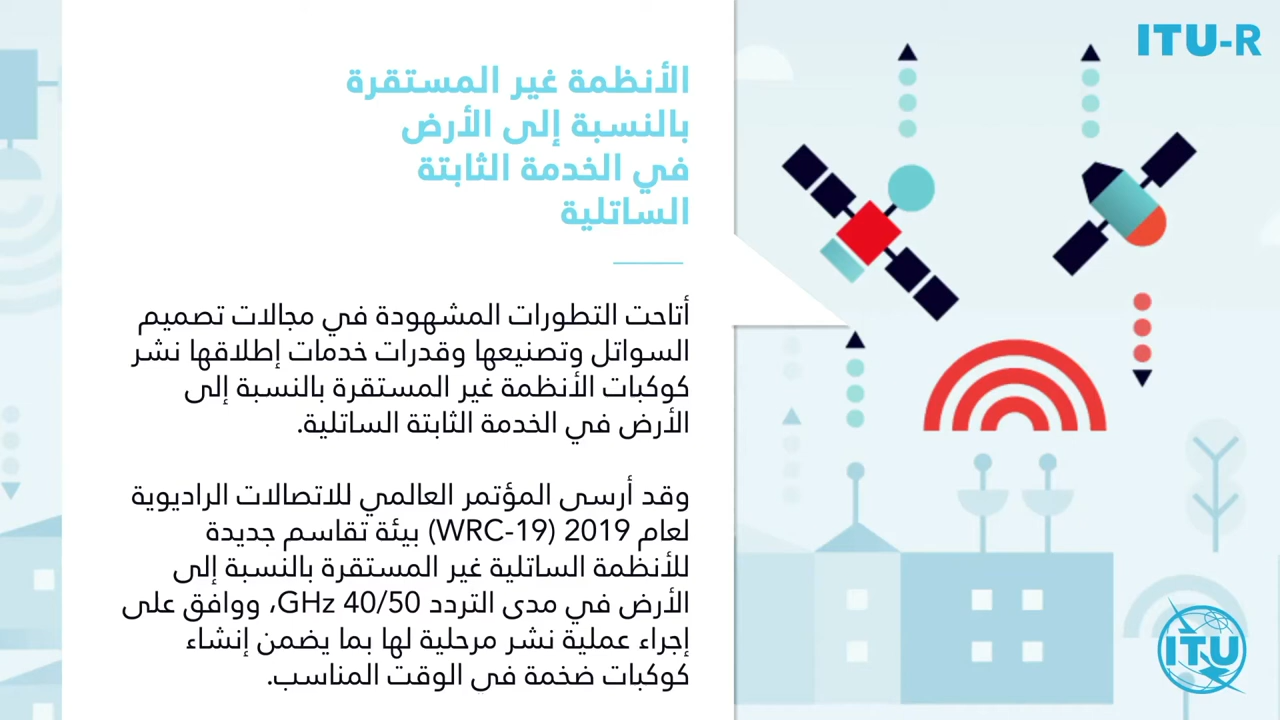 ITU-R
الأنظمة غير المستقرة
بالنسبة إلى الأرض
في الخدمة الثابتة
الساتلية
أتاحت التطورات المشهودة في مجالات تصميم
السواتل وتصنيعها وقدرات خدمات إطلاقها نشر
كوكبات الأنظمة غير المستقرة بالنسبة إلى
الأرض في الخدمة الثابتة الساتلية.
وقد أرسى المؤتمر العالمي للاتصالات الراديوية
لعام 2019 (WRC-19) بيئة تقاسم جديدة
للأنظمة الساتلية غير المستقرة بالنسبة إلى
الأرض في مدى التردد 40/50 GHz، ووافق على
إجراء عملية نشر مرحلية لها بما يضمن إنشاء
كوكبات ضخمة في الوقت المناسب.
ITU